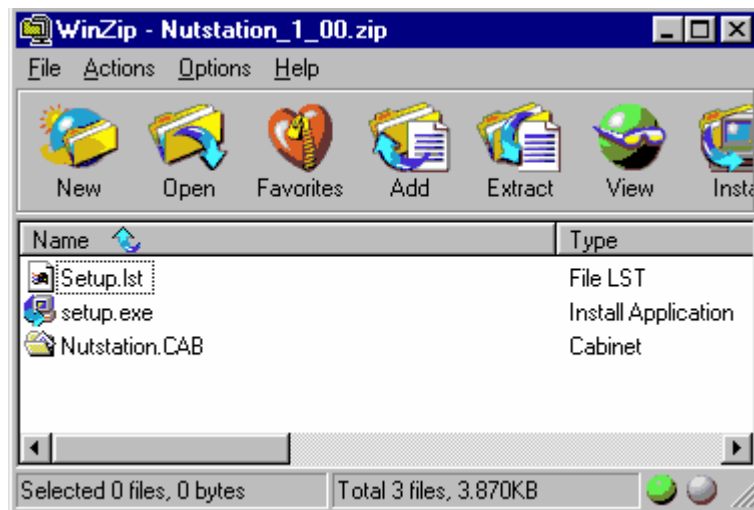 WinZip - Nutstation_1_00.zip
File Actions Options Help
New Open Favorites Add Extract View Insta
Name Type
Setup.lst File LST
setup.exe Install Application
Nutstation.CAB Cabinet
Selected 0 files, 0 bytes Total 3 files, 3.870KB